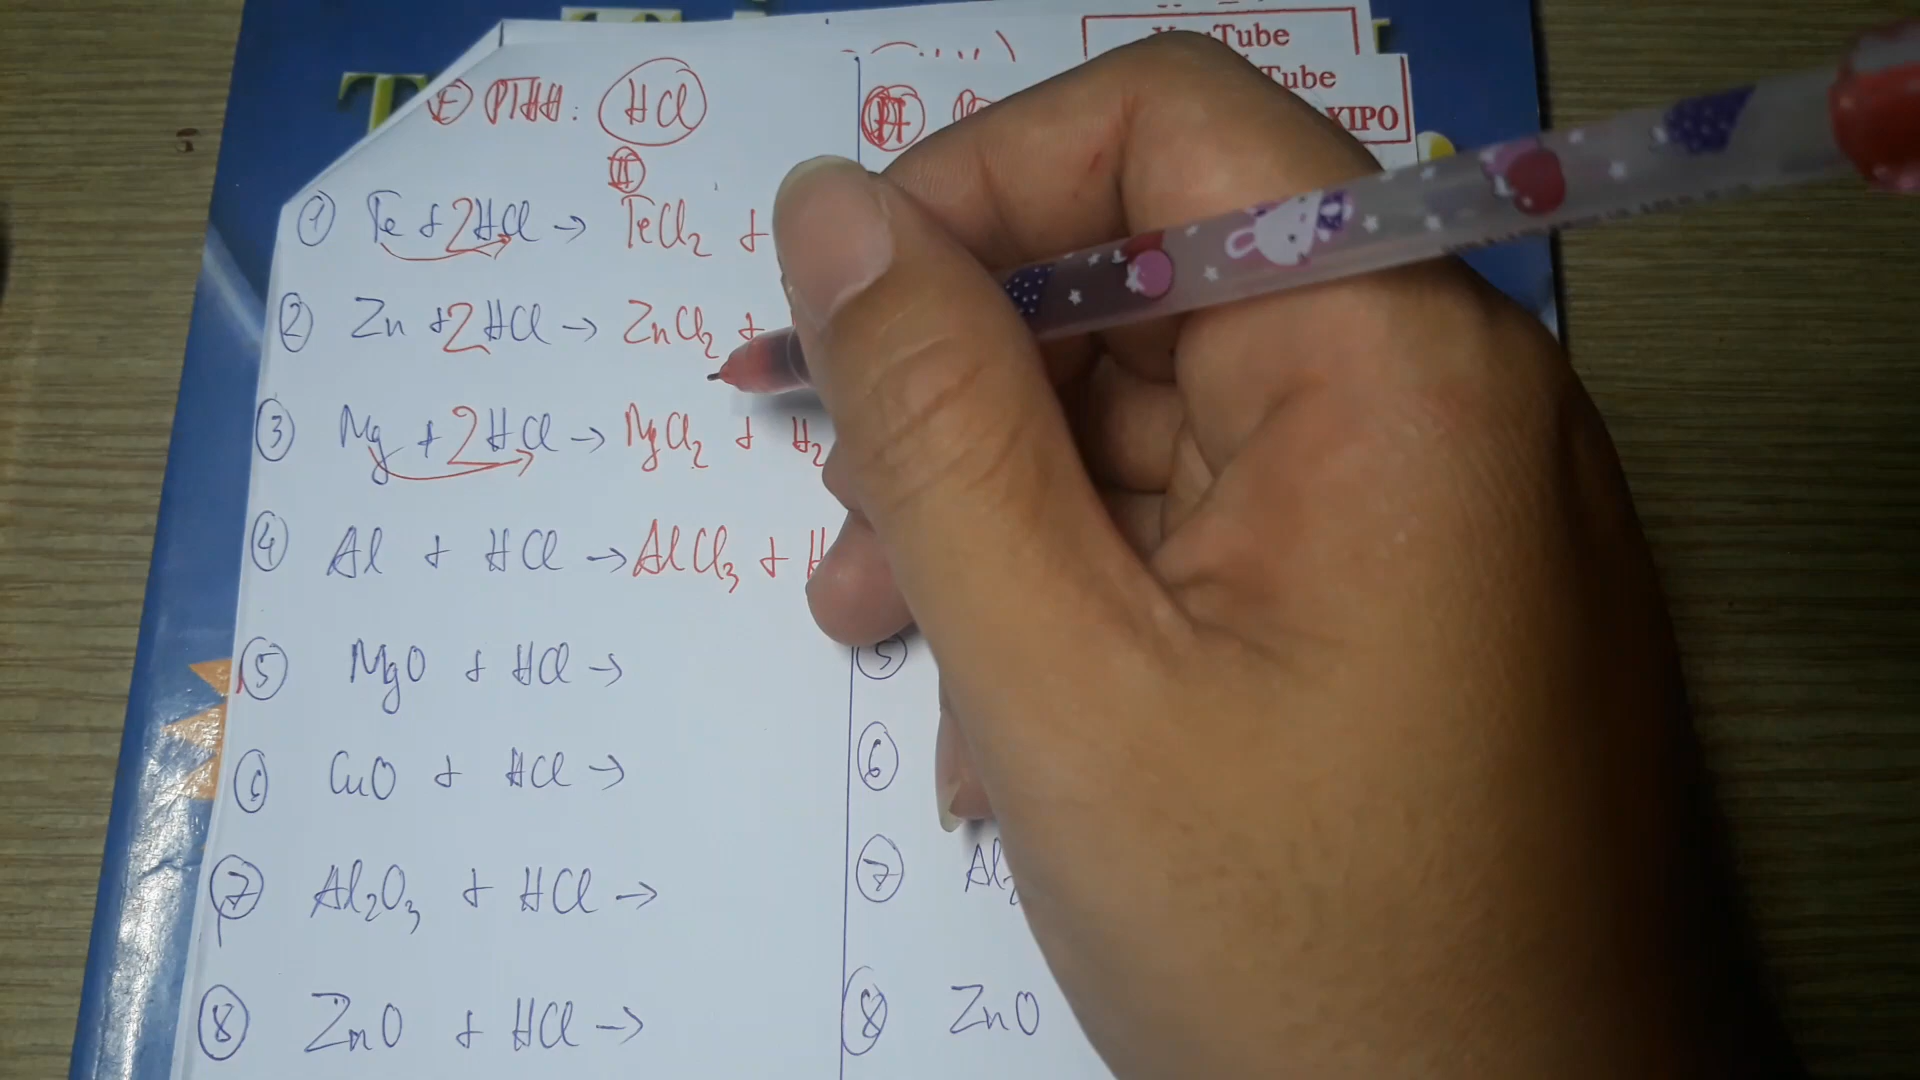 I PTHH: HCl
II
① Fe + 2HCl → FeCl₂ +
② Zn + 2HCl → ZnCl₂ +
③ Mg + 2HCl → MgCl₂ + H₂
④ Al + HCl → AlCl₃ + H
⑤ MgO + HCl →
⑥ CuO + HCl →
⑦ Al₂O₃ + HCl →
⑧ ZnO + HCl →
YouTube
Tube
XIPO
II
⑤
⑥
⑦ Al₂
⑧ ZnO